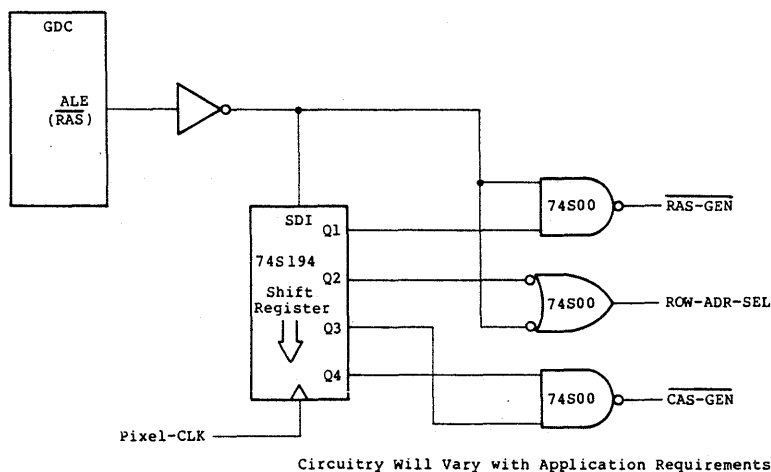 GDC
ALE
(RAS)
SDI
Q1
74S194
Q2
Shift
Register
Q3
Q4
Pixel-CLK
74S00
RAS-GEN
74S00
ROW-ADR-SEL
74S00
CAS-GEN
Circuitry Will Vary with Application Requirements